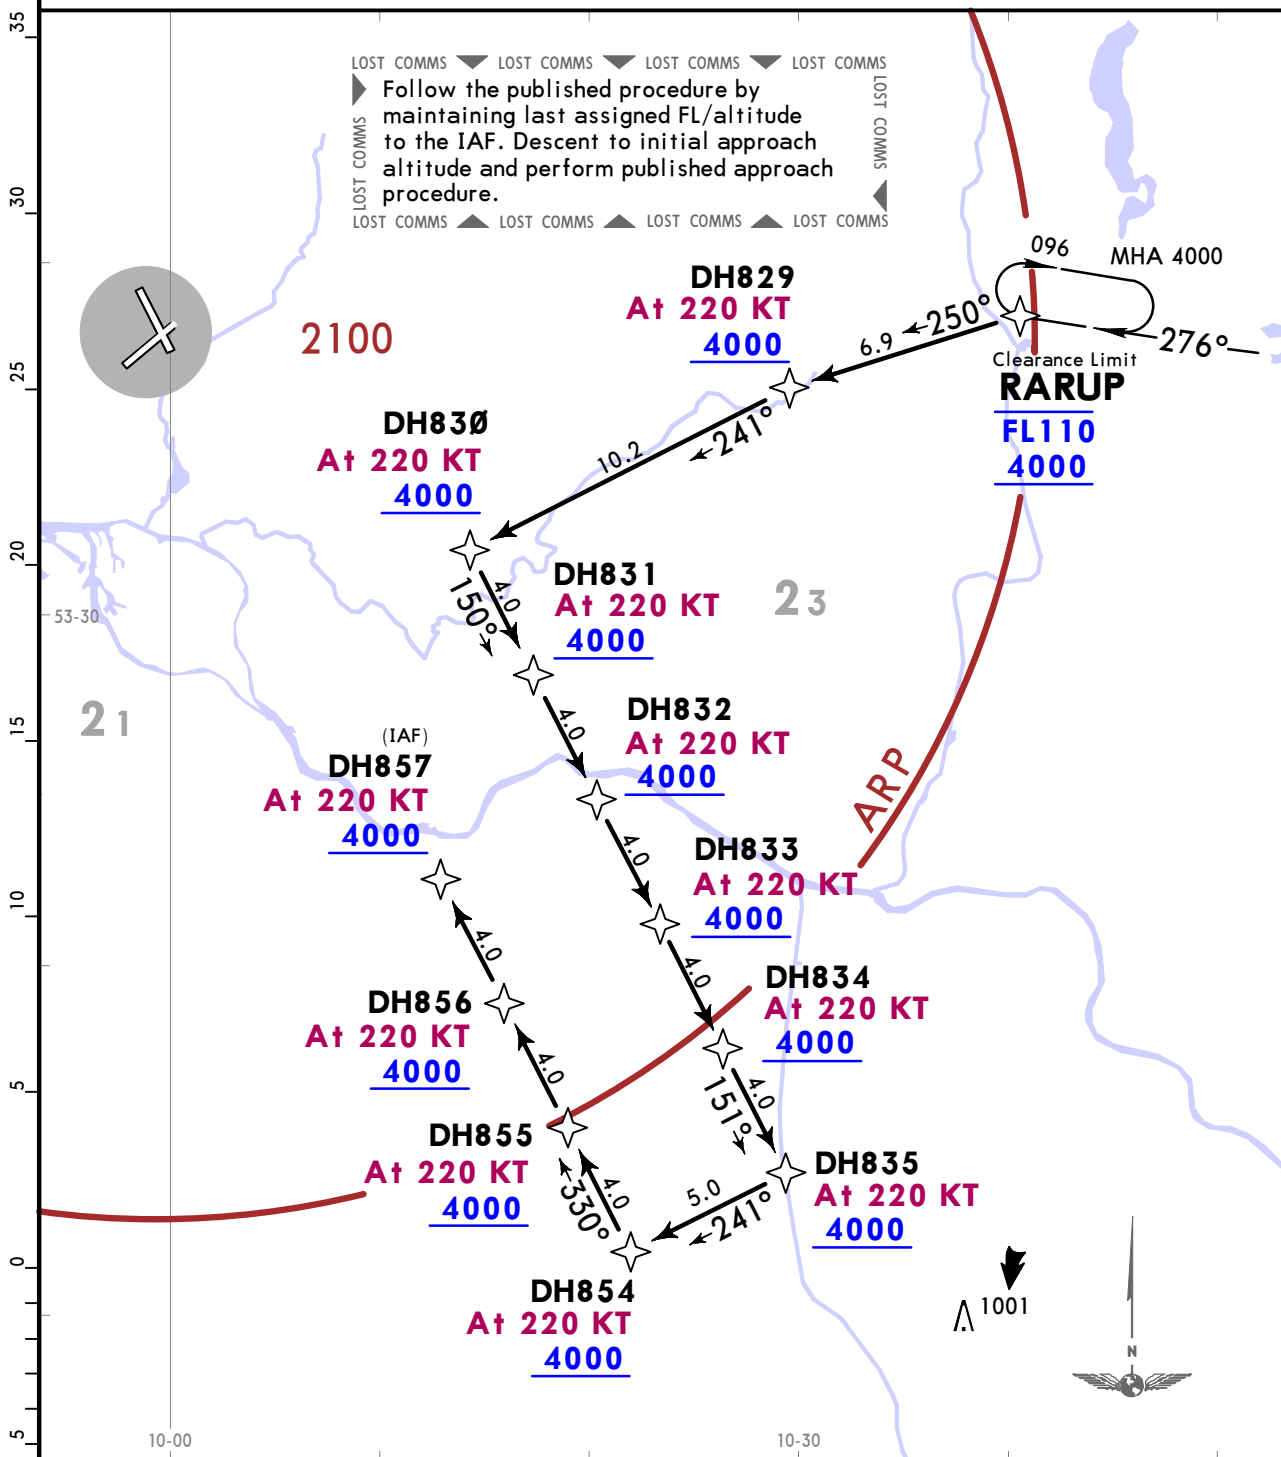 35
LOST COMMS LOST COMMS LOST COMMS LOST COMMS
LOST COMMS
LOST COMMS
Follow the published procedure by
maintaining last assigned FL/altitude
to the IAF. Descent to initial approach
altitude and perform published approach
procedure.
LOST COMMS LOST COMMS LOST COMMS LOST COMMS
30
096
MHA 4000
DH829
At 220 KT
4000
250°
6.9
276°
2100
Clearance Limit
RARUP
FL110
4000
25
DH83Ø
At 220 KT
4000
241°
10.2
20
DH831
At 220 KT
4000
4.0
150°
53-30
23
21
15
DH832
At 220 KT
4000
4.0
(IAF)
DH857
At 220 KT
4000
ARP
DH833
At 220 KT
4000
4.0
10
4.0
4.0
DH834
At 220 KT
4000
DH856
At 220 KT
4000
4.0
5
4.0
151°
DH855
At 220 KT
4000
DH835
At 220 KT
4000
4.0
330°
5.0
241°
0
DH854
At 220 KT
4000
1001
N
5
10-00
10-30